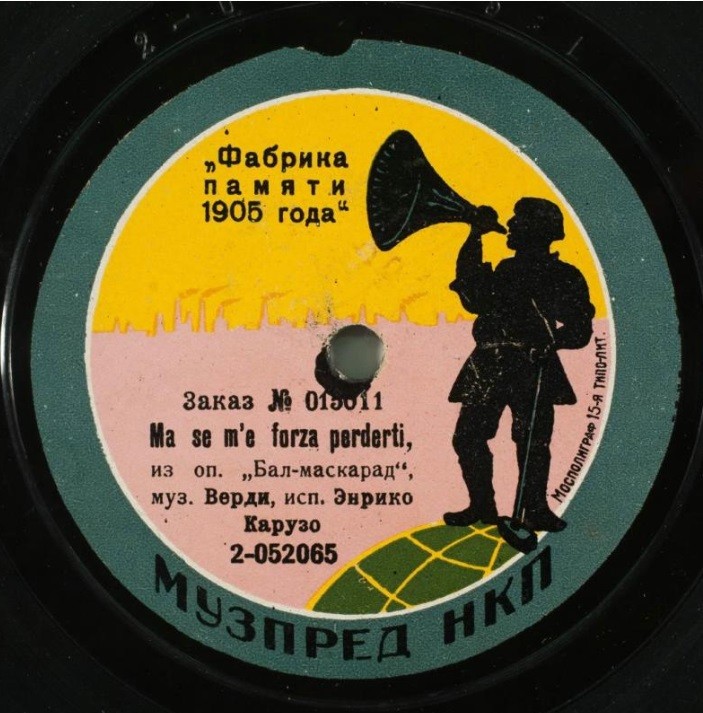 „Фабрика
памяти
1905 года“
Заказ № 015011
Ma se m'e forza perderti,
из оп. „Бал-маскарад“,
муз. Верди, исп. Энрико
Карузо
2-052065
Мосполиграф 15-я типо-лит.
МУЗПРЕД НКП